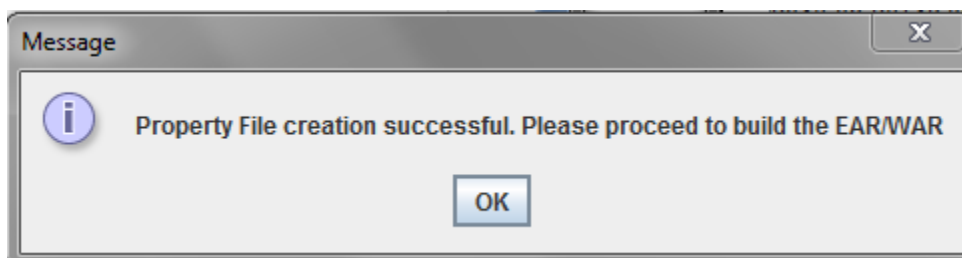 Message
Property File creation successful. Please proceed to build the EAR/WAR
OK